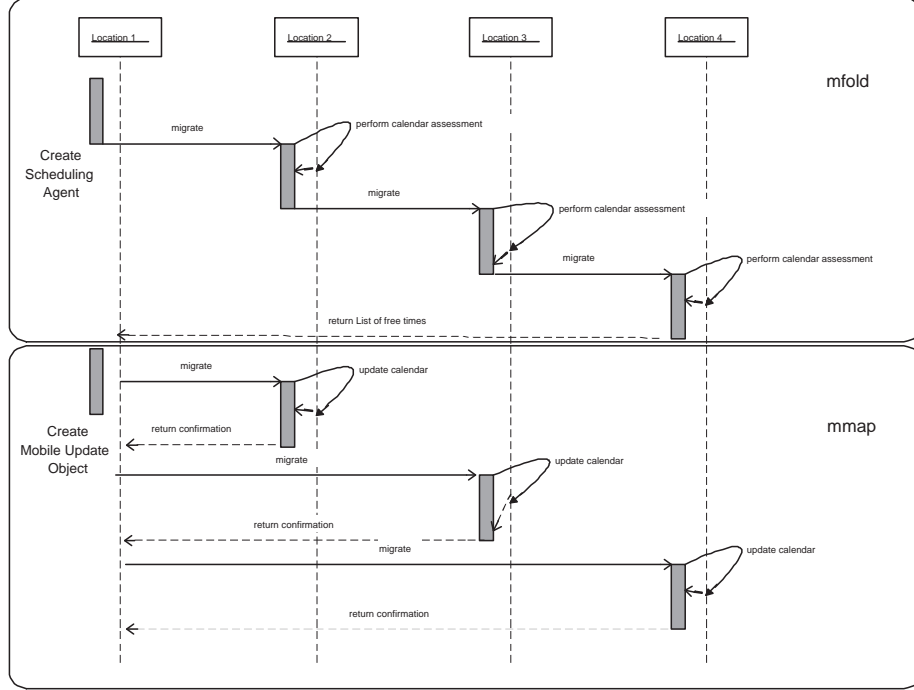 Location 1
Location 2
Location 3
Location 4
mfold
migrate
perform calendar assessment
Create
Scheduling
Agent
migrate
perform calendar assessment
migrate
perform calendar assessment
return List of free times
migrate
update calendar
Create
Mobile Update
Object
return confirmation
mmap
migrate
update calendar
return confirmation
migrate
update calendar
return confirmation